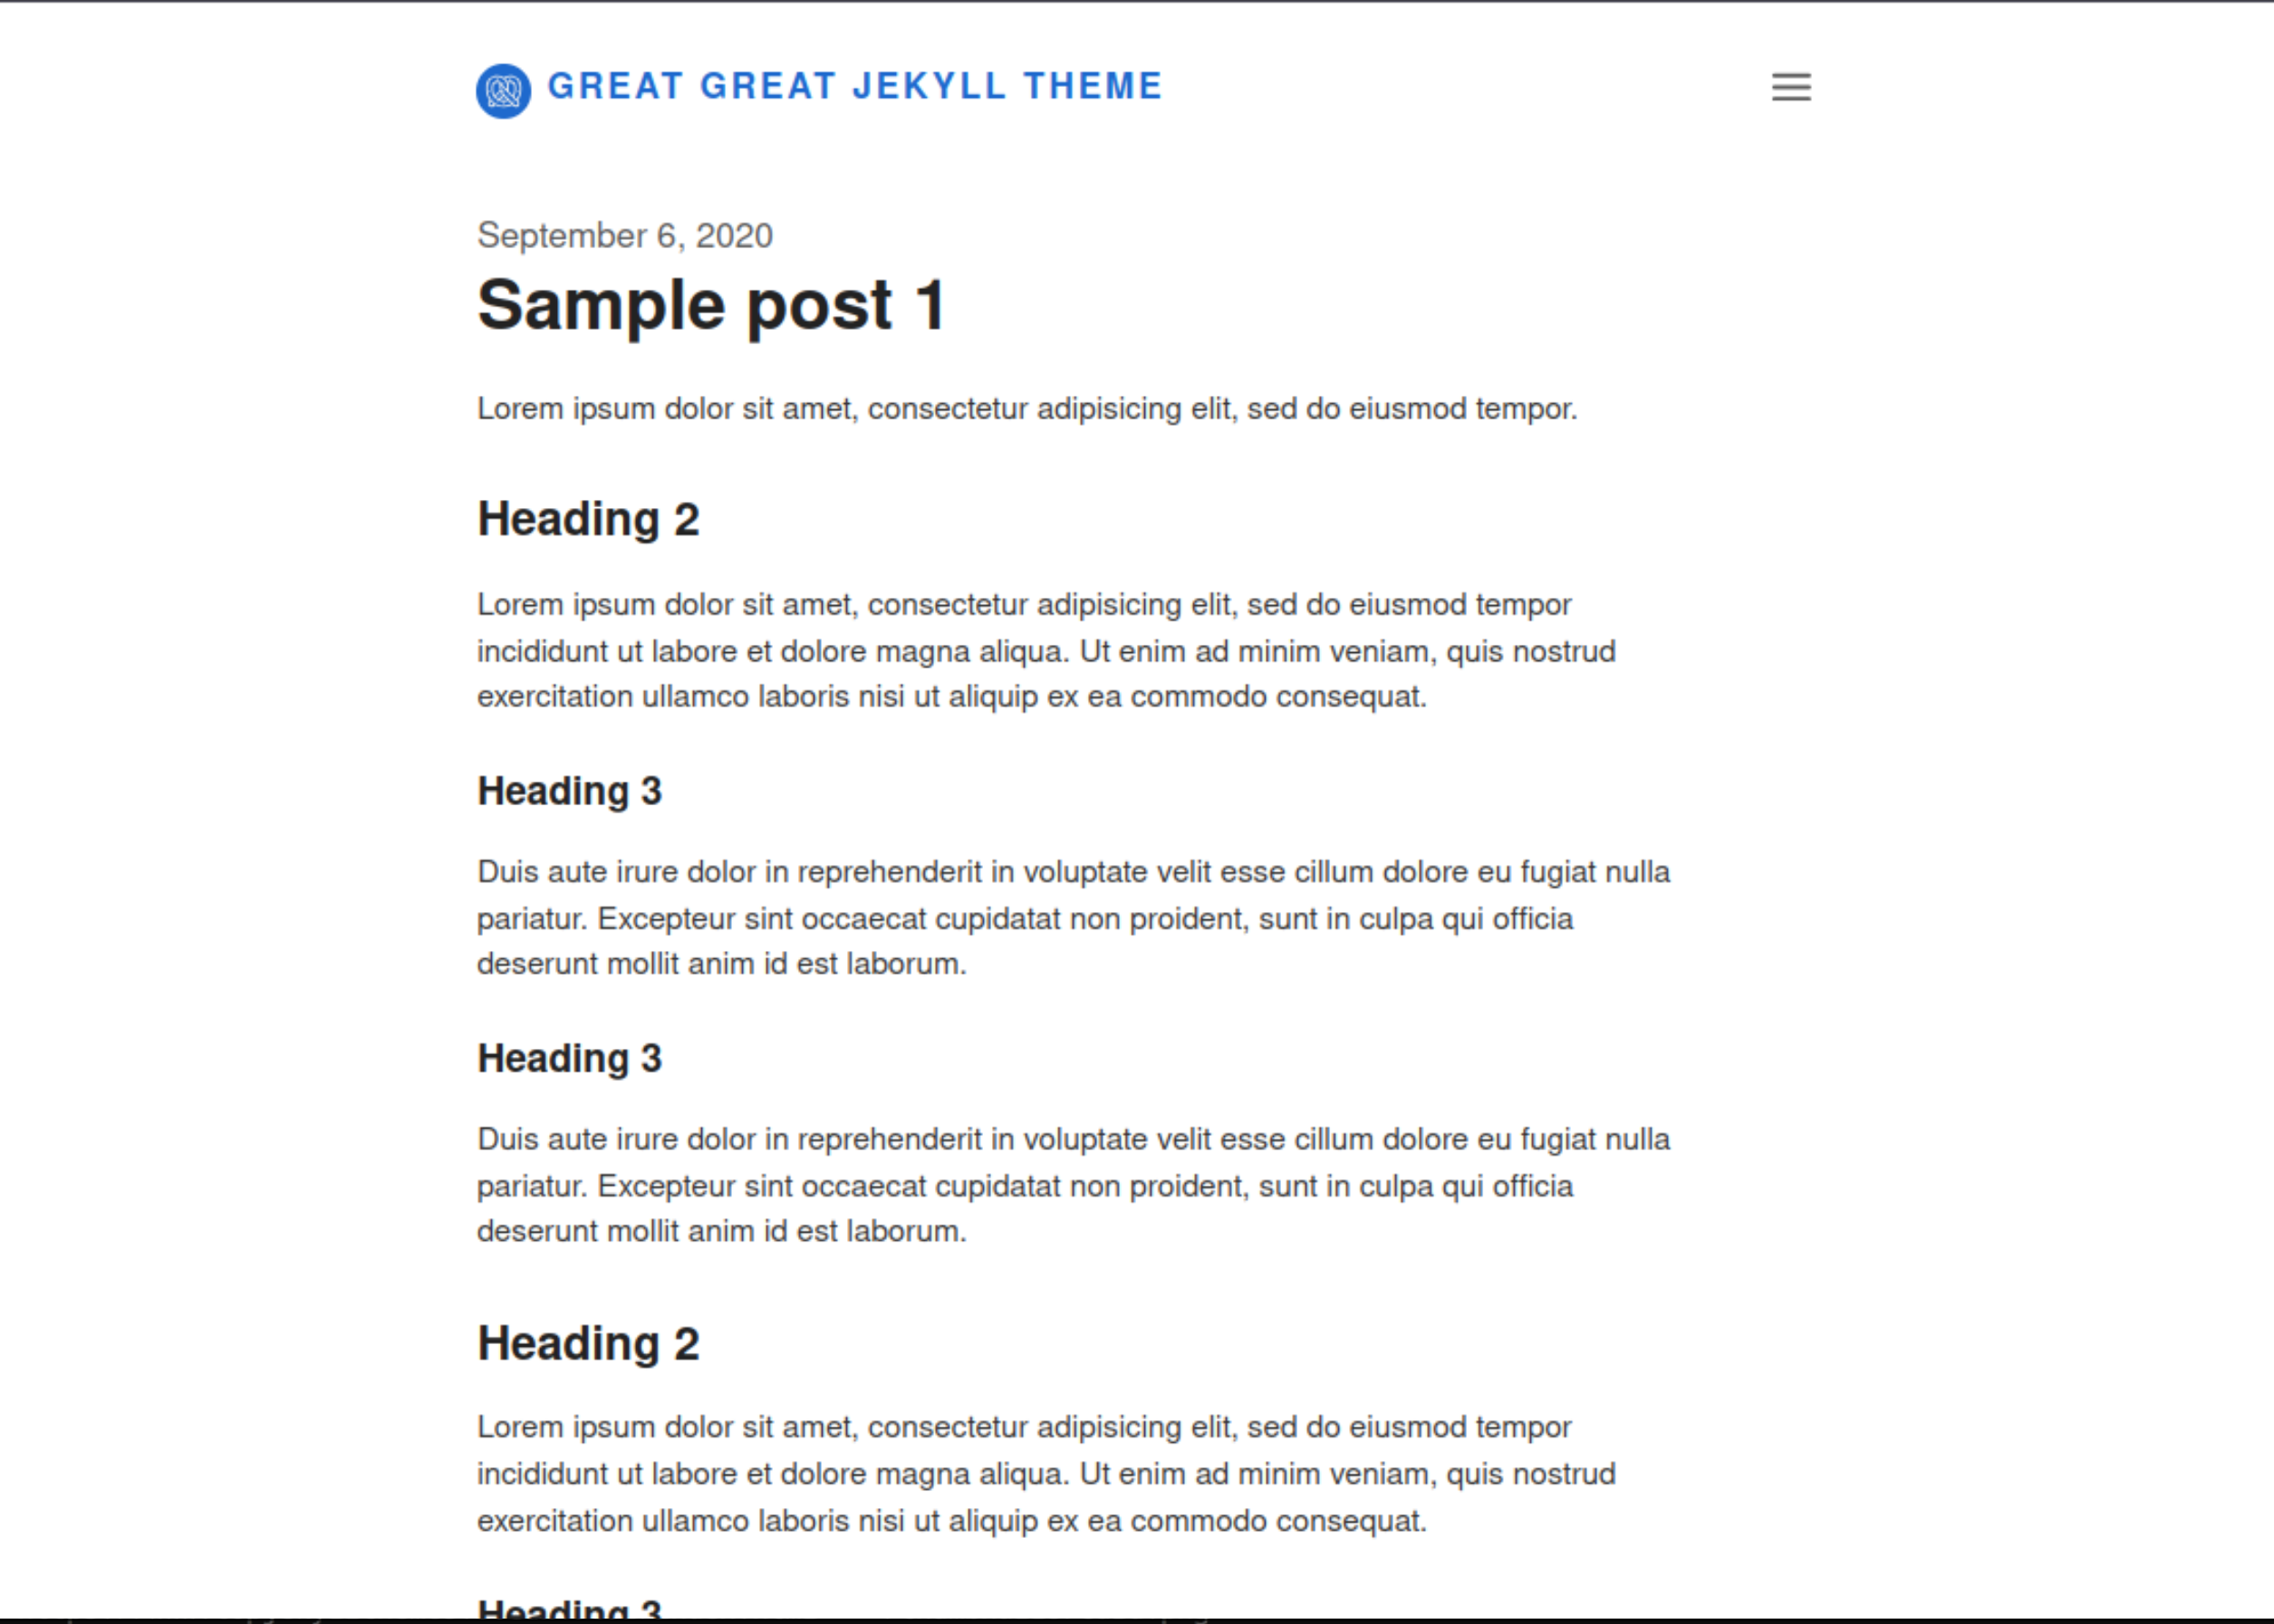 GREAT GREAT JEKYLL THEME
September 6, 2020
Sample post 1
Lorem ipsum dolor sit amet, consectetur adipisicing elit, sed do eiusmod tempor.
Heading 2
Lorem ipsum dolor sit amet, consectetur adipisicing elit, sed do eiusmod tempor
incididunt ut labore et dolore magna aliqua. Ut enim ad minim veniam, quis nostrud
exercitation ullamco laboris nisi ut aliquip ex ea commodo consequat.
Heading 3
Duis aute irure dolor in reprehenderit in voluptate velit esse cillum dolore eu fugiat nulla
pariatur. Excepteur sint occaecat cupidatat non proident, sunt in culpa qui officia
deserunt mollit anim id est laborum.
Heading 3
Duis aute irure dolor in reprehenderit in voluptate velit esse cillum dolore eu fugiat nulla
pariatur. Excepteur sint occaecat cupidatat non proident, sunt in culpa qui officia
deserunt mollit anim id est laborum.
Heading 2
Lorem ipsum dolor sit amet, consectetur adipisicing elit, sed do eiusmod tempor
incididunt ut labore et dolore magna aliqua. Ut enim ad minim veniam, quis nostrud
exercitation ullamco laboris nisi ut aliquip ex ea commodo consequat.
Heading 3